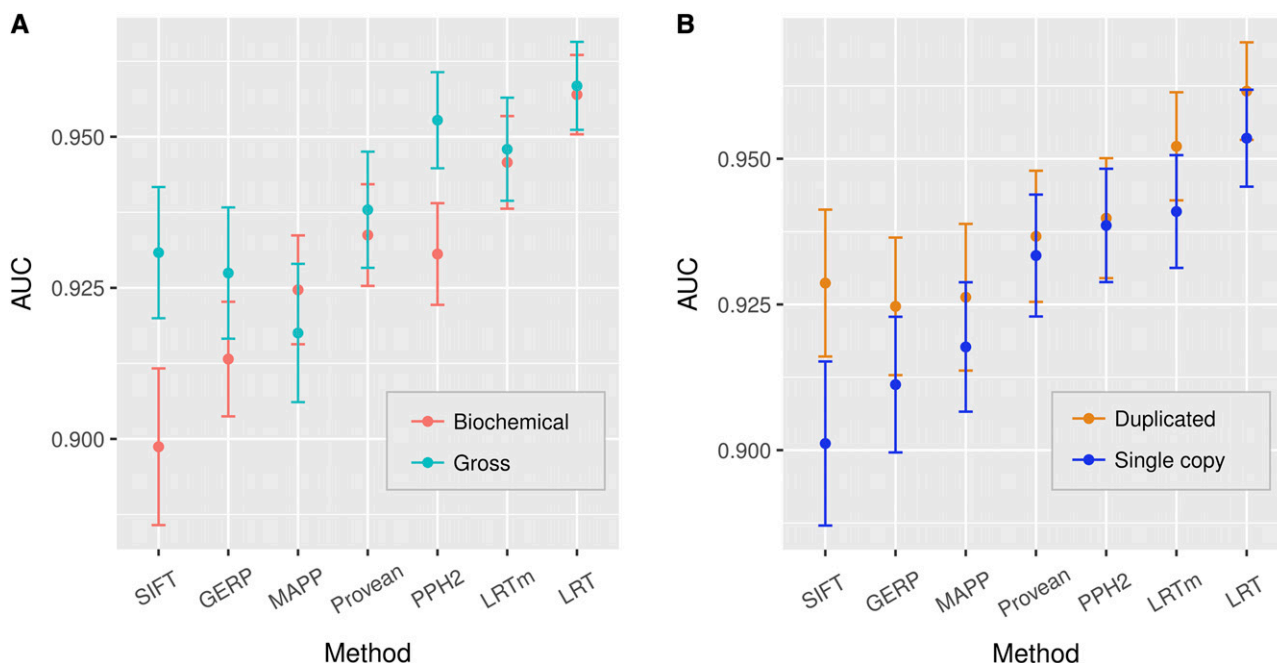 A
AUC
0.950
0.925
0.900
Biochemical
Gross
SIFT
GERP
MAPP
Provean
PPH2
LRTm
LRT
Method
B
AUC
0.950
0.925
0.900
Duplicated
Single copy
SIFT
GERP
MAPP
Provean
PPH2
LRTm
LRT
Method